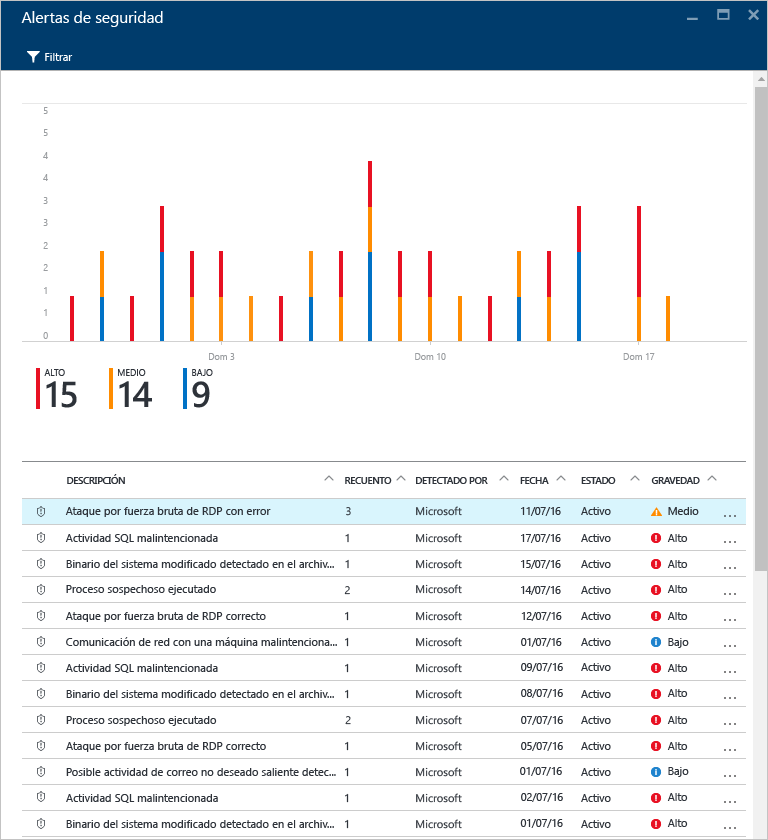 Alertas de seguridad
Filtrar
5
5
4
4
3
3
2
2
1
1
0
Dom 3 Dom 10 Dom 17
ALTO MEDIO BAJO
15 14 9
DESCRIPCIÓN RECUENTO DETECTADO POR FECHA ESTADO GRAVEDAD
Ataque por fuerza bruta de RDP con error 3 Microsoft 11/07/16 Activo Medio ...
Actividad SQL malintencionada 1 Microsoft 17/07/16 Activo Alto ...
Binario del sistema modificado detectado en el archiv... 1 Microsoft 15/07/16 Activo Alto ...
Proceso sospechoso ejecutado 2 Microsoft 14/07/16 Activo Alto ...
Ataque por fuerza bruta de RDP correcto 1 Microsoft 12/07/16 Activo Alto ...
Comunicación de red con una máquina malintenciona... 1 Microsoft 01/07/16 Activo Bajo ...
Actividad SQL malintencionada 1 Microsoft 09/07/16 Activo Alto ...
Binario del sistema modificado detectado en el archiv... 1 Microsoft 08/07/16 Activo Alto ...
Proceso sospechoso ejecutado 2 Microsoft 07/07/16 Activo Alto ...
Ataque por fuerza bruta de RDP correcto 1 Microsoft 05/07/16 Activo Alto ...
Posible actividad de correo no deseado saliente detec... 1 Microsoft 01/07/16 Activo Bajo ...
Actividad SQL malintencionada 1 Microsoft 02/07/16 Activo Alto ...
Binario del sistema modificado detectado en el archiv... 1 Microsoft 01/07/16 Activo Alto ...